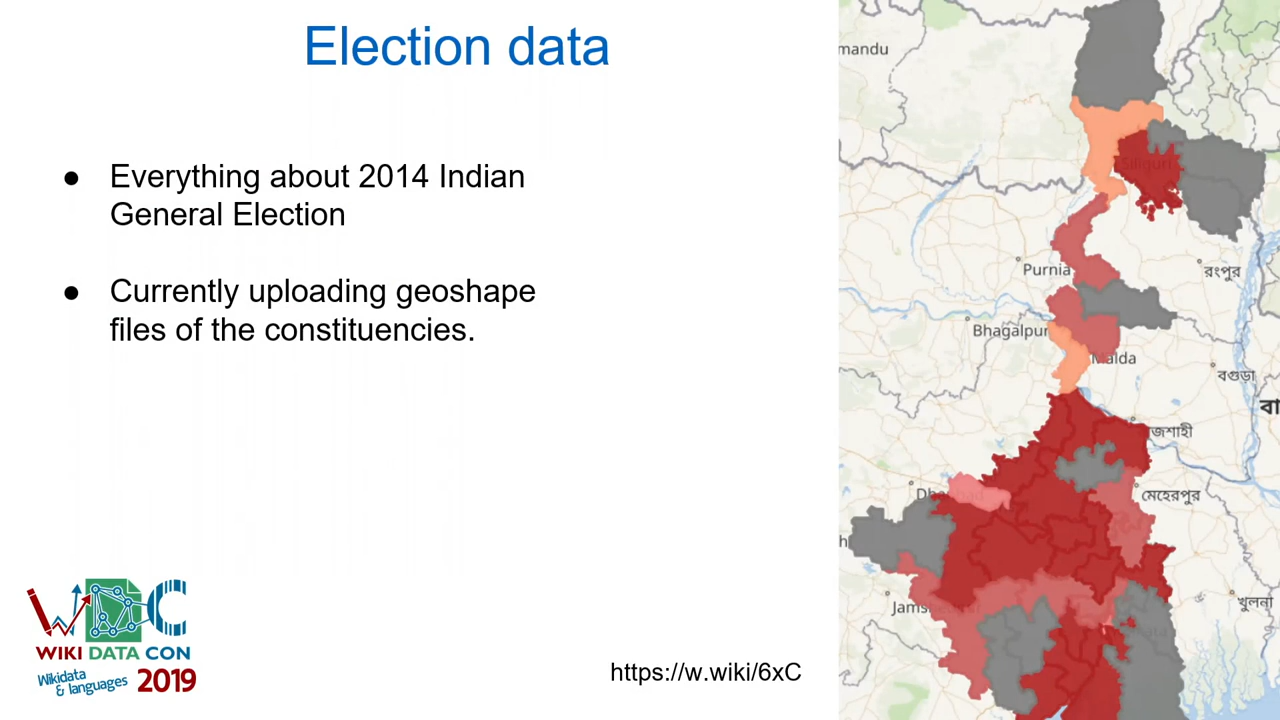 Election data
● Everything about 2014 Indian
General Election
● Currently uploading geoshape
files of the constituencies.
WIKI DATA CON
Wikidata
& languages 2019
https://w.wiki/6xC
mandu
Siliguri
Purnia
রংপুর
Bhagalpur
Malda
বগুড়া
বা
জশাহী
মেহেরপুর
খুলনা